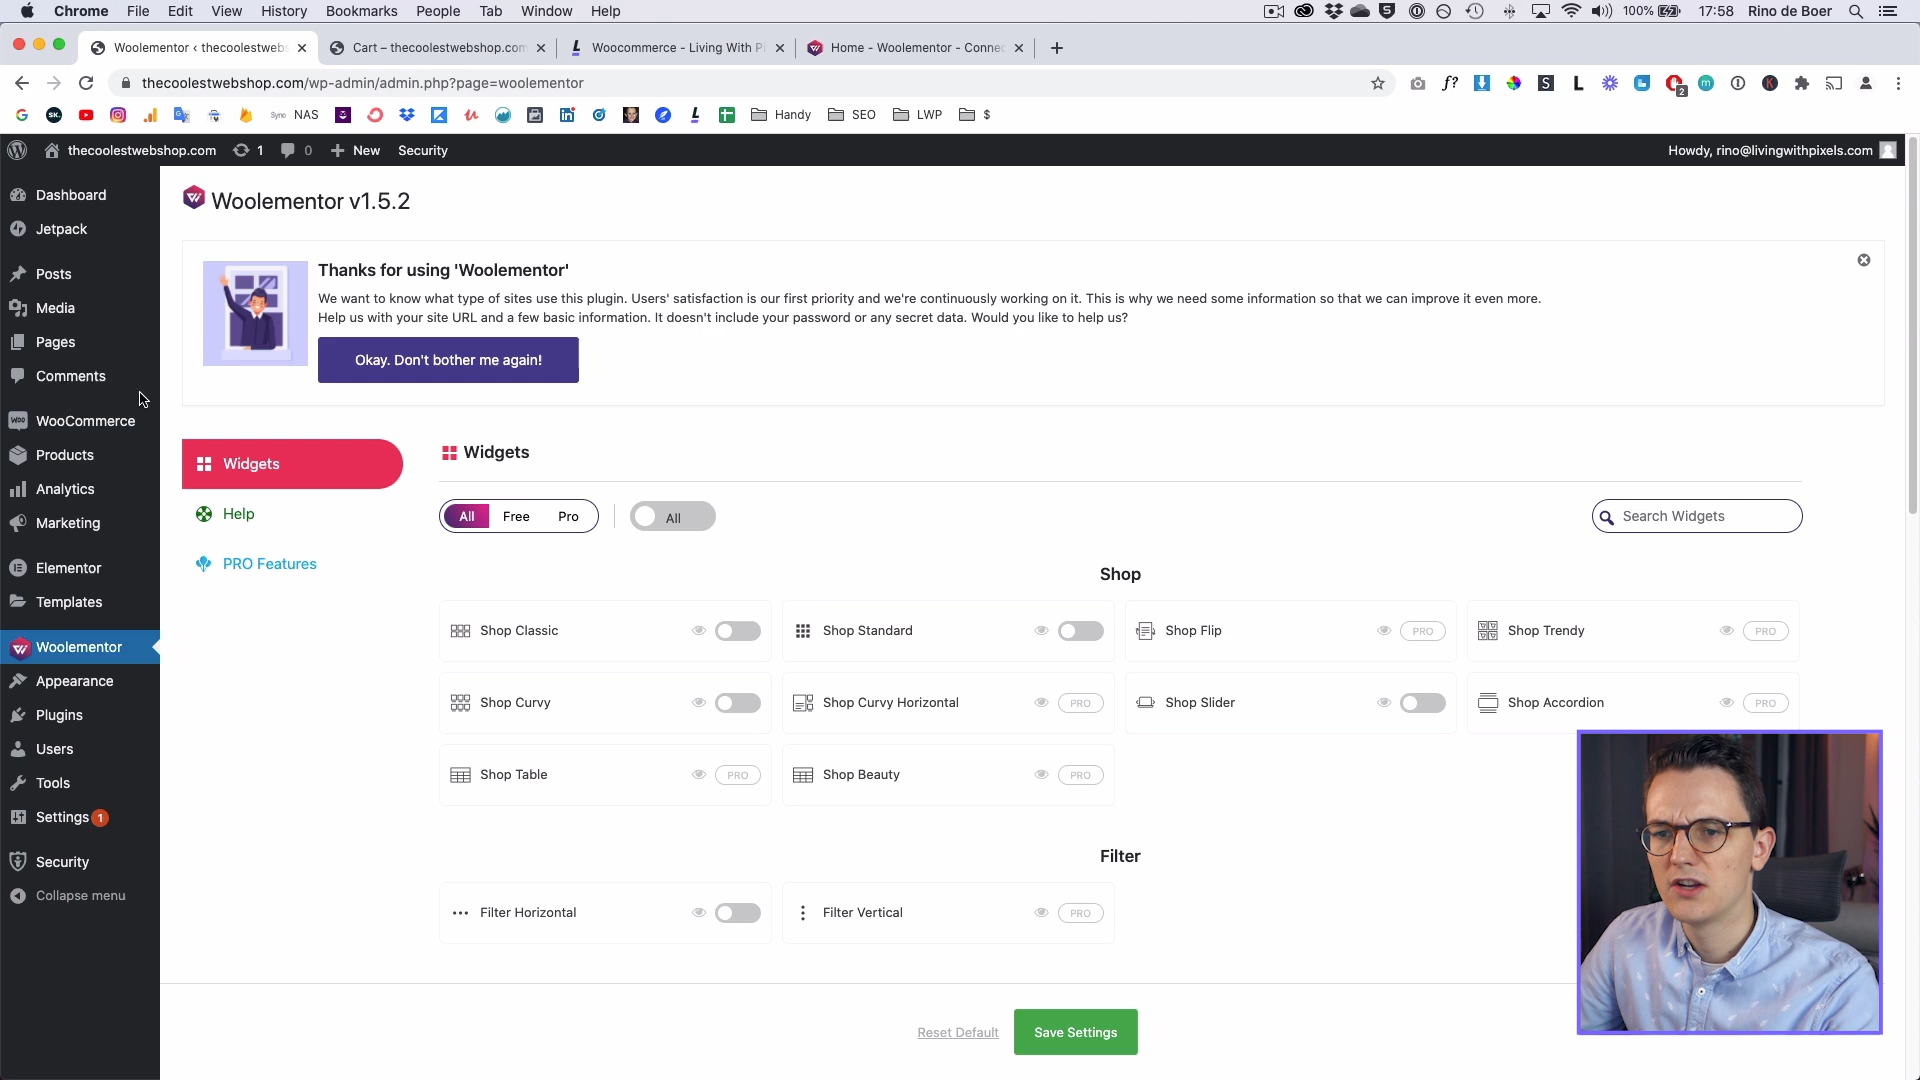 Chrome File Edit View History Bookmarks People Tab Window Help 100% 17:58 Rino de Boer
Woolementor ‹ thecoolestwebs
Cart – thecoolestwebshop.com
Woocommerce - Living With Pi
Home - Woolementor - Connec
thecoolestwebshop.com/wp-admin/admin.php?page=woolementor
NAS Handy SEO LWP $
thecoolestwebshop.com 1 0 New Security
Howdy, rino@livingwithpixels.com
Dashboard
Jetpack
Posts
Media
Pages
Comments
WooCommerce
Products
Analytics
Marketing
Elementor
Templates
Woolementor
Appearance
Plugins
Users
Tools
Settings 1
Security
Collapse menu
Woolementor v1.5.2
Thanks for using 'Woolementor'
We want to know what type of sites use this plugin. Users' satisfaction is our first priority and we're continuously working on it. This is why we need some information so that we can improve it even more.
Help us with your site URL and a few basic information. It doesn't include your password or any secret data. Would you like to help us?
Okay. Don't bother me again!
Widgets
Help
PRO Features
Widgets
All Free Pro All
Search Widgets
Shop
Shop Classic
Shop Standard
Shop Flip PRO
Shop Trendy PRO
Shop Curvy
Shop Curvy Horizontal PRO
Shop Slider
Shop Accordion PRO
Shop Table PRO
Shop Beauty PRO
Filter
Filter Horizontal
Filter Vertical PRO
Reset Default
Save Settings